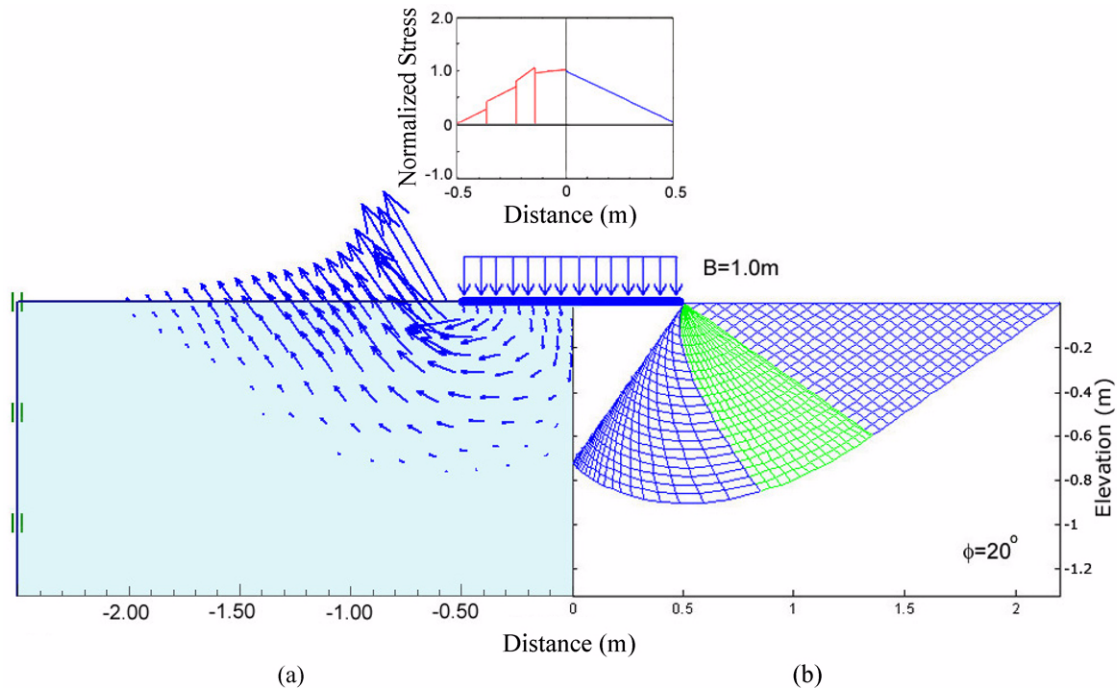 Normalized Stress
2.0
1.0
0
-1.0
-0.5 0 0.5
Distance (m)
B=1.0m
-0.2
-0.4
-0.6
-0.8
-1
-1.2
Elevation (m)
ϕ=20°
-2.00 -1.50 -1.00 -0.50 0 0.5 1 1.5 2
Distance (m)
(a) (b)